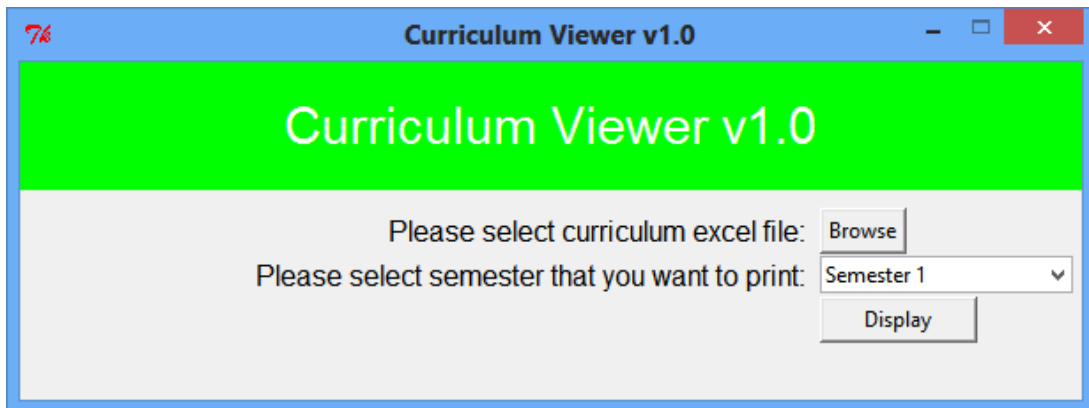 Curriculum Viewer v1.0
Curriculum Viewer v1.0
Please select curriculum excel file: Browse
Please select semester that you want to print: Semester 1
Display